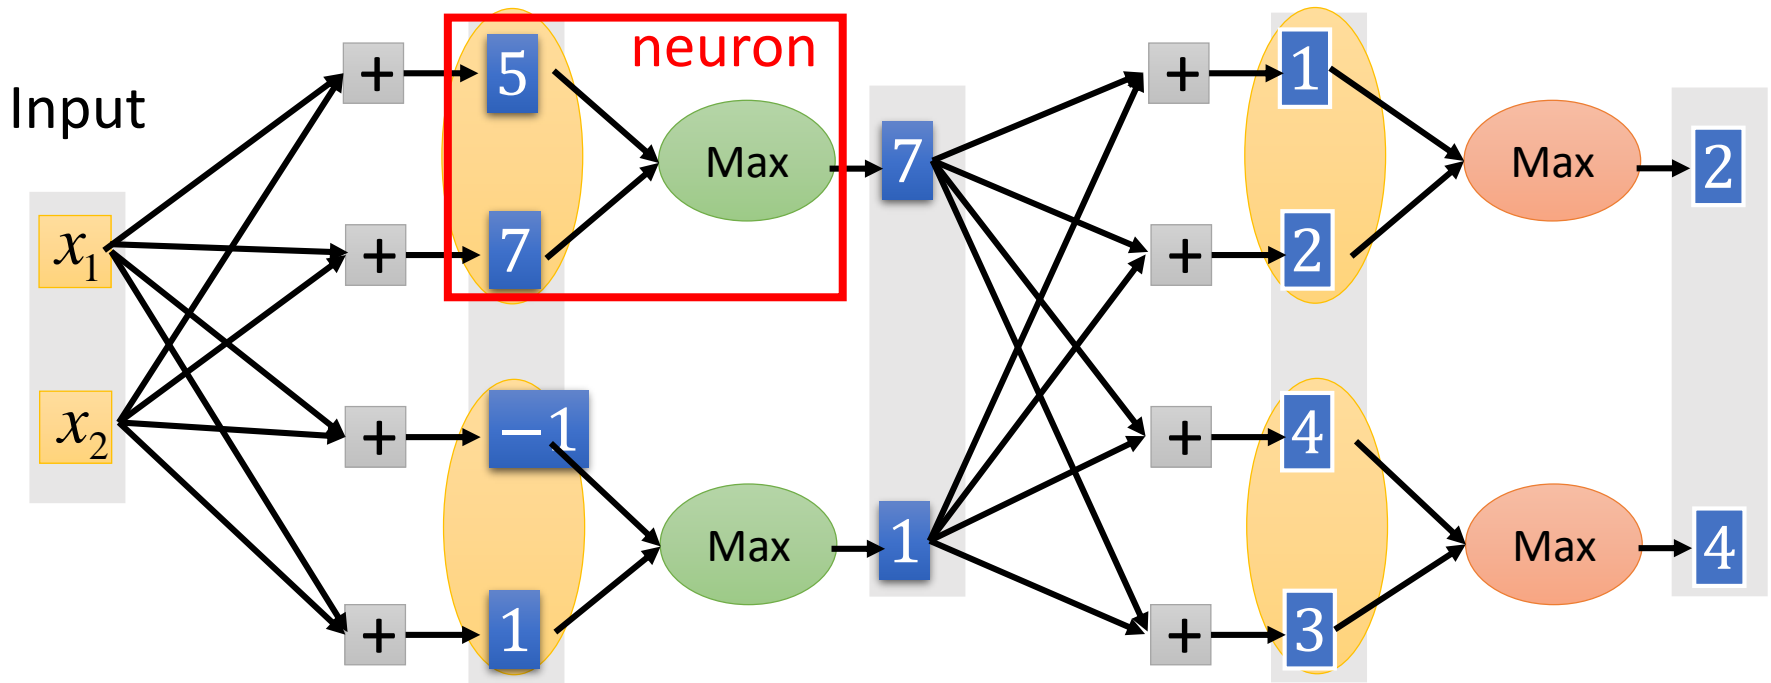 neuron
Input
+
5
Max
7
+
7
x₁
x₂
+
−1
Max
1
+
1
+
1
Max
2
+
2
+
4
Max
4
+
3